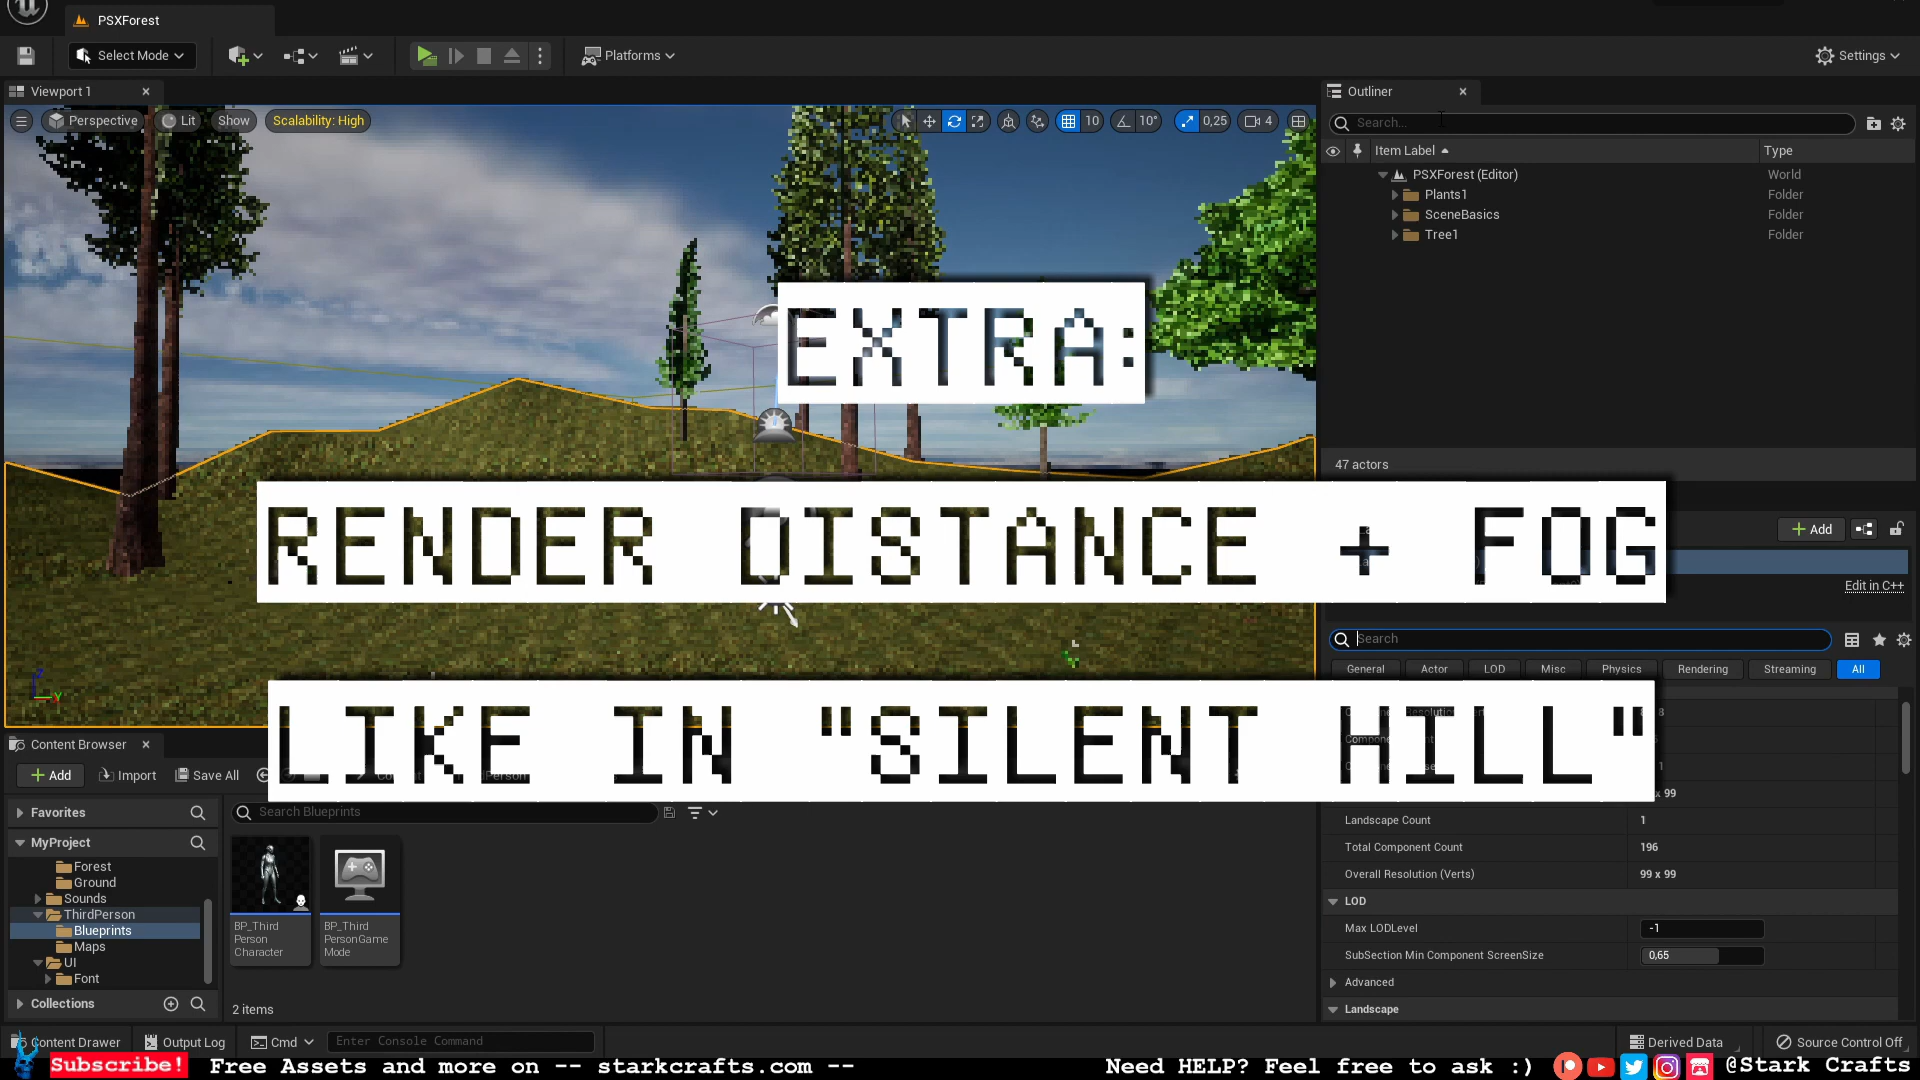 PSXForest
Select Mode
Platforms
Settings
Viewport 1
Outliner
Perspective
Lit
Show
Scalability: High
10
10°
0,25
4
Search...
Item Label
Type
PSXForest (Editor)
World
Plants1
Folder
SceneBasics
Folder
Tree1
Folder
EXTRA:
47 actors
RENDER DISTANCE + FOG
Add
Edit in C++
Search
General
Actor
LOD
Misc
Physics
Rendering
Streaming
All
LIKE IN "SILENT HILL"
Content Browser
Add
Import
Save All
x 99
Favorites
Search Blueprints
Landscape Count
1
MyProject
Total Component Count
196
Forest
Overall Resolution (Verts)
99 x 99
Ground
Sounds
LOD
ThirdPerson
Blueprints
BP_Third
Person
Character
BP_Third
PersonGame
Mode
Max LODLevel
-1
Maps
SubSection Min Component ScreenSize
0,65
UI
Font
Advanced
Collections
2 items
Landscape
Content Drawer
Output Log
Cmd
Enter Console Command
Derived Data
Source Control Off
Subscribe!
Free Assets and more on -- starkcrafts.com --
Need HELP? Feel free to ask :)
@Stark Crafts